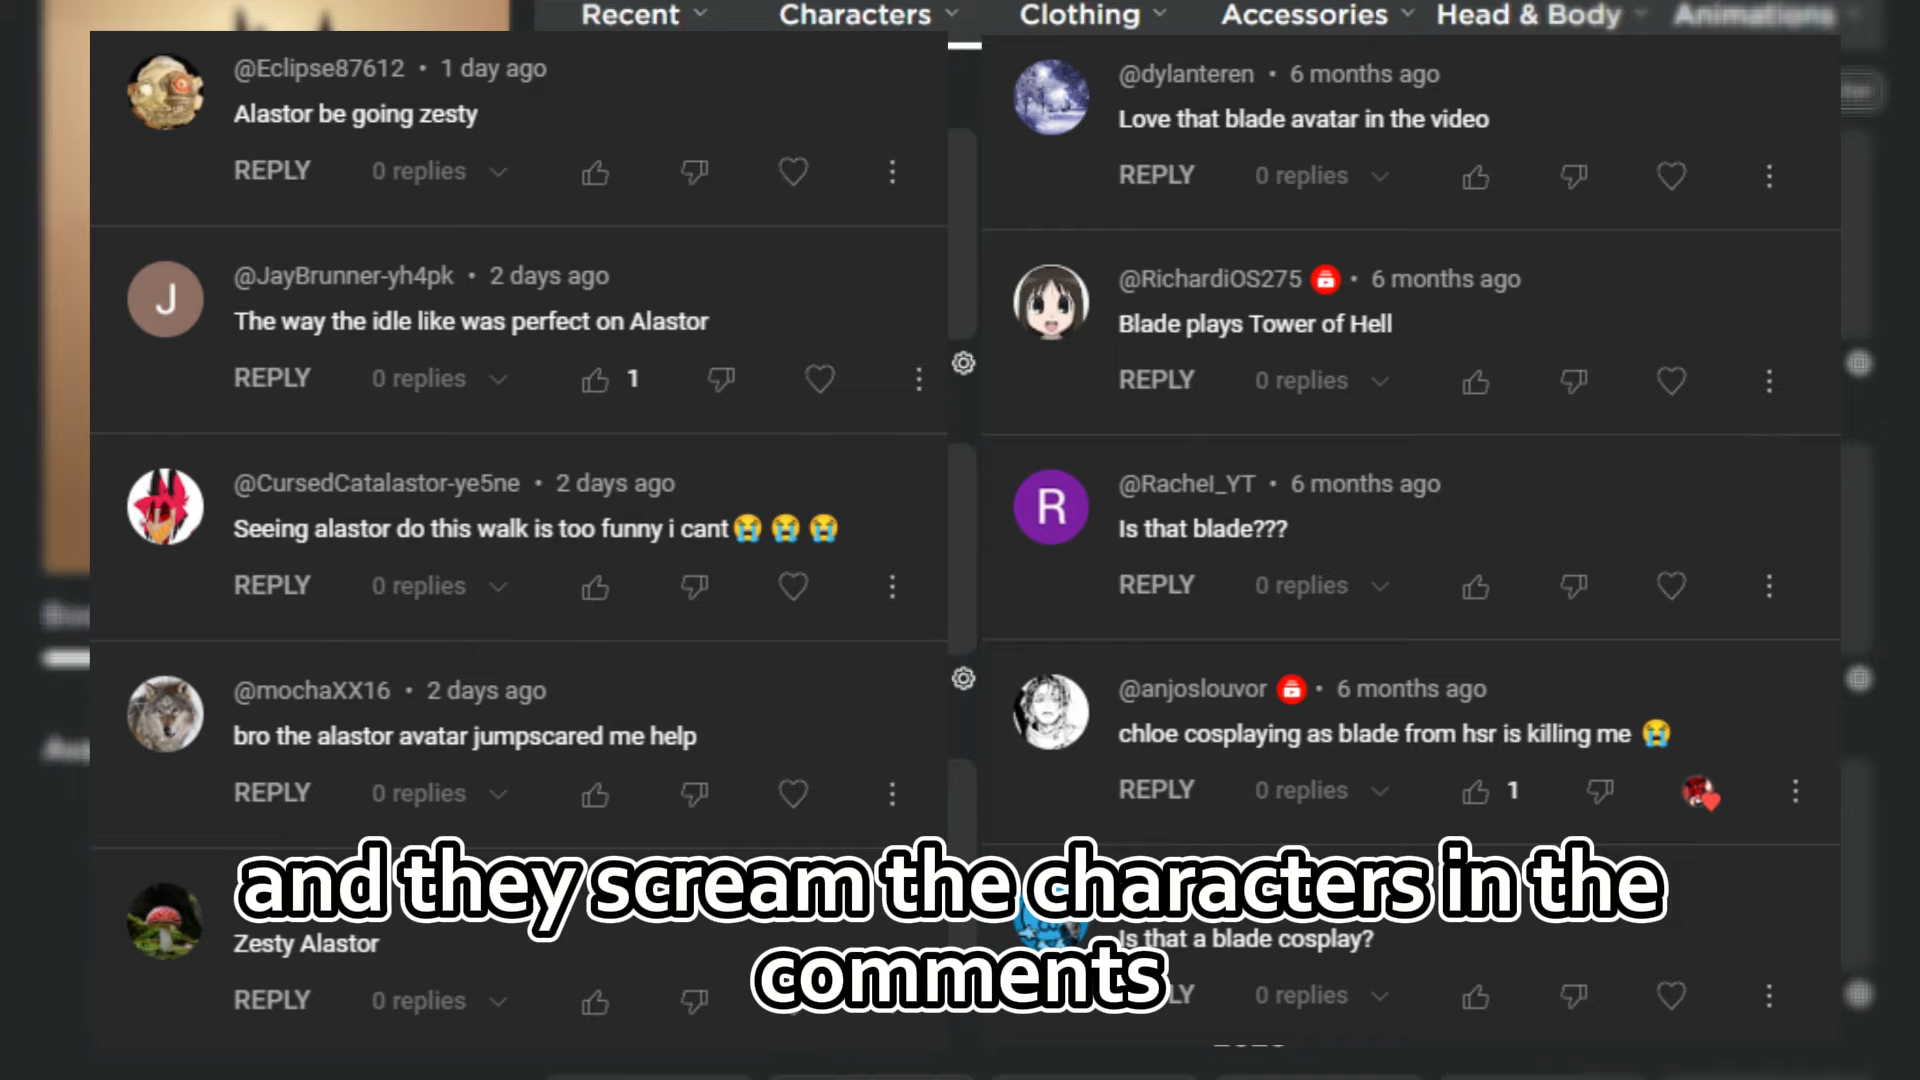 Recent
Characters
Clothing
Accessories
Head & Body
Animations
@Eclipse87612 • 1 day ago
Alastor be going zesty
REPLY 0 replies
@JayBrunner-yh4pk • 2 days ago
The way the idle like was perfect on Alastor
REPLY 0 replies 1
@CursedCatalastor-ye5ne • 2 days ago
Seeing alastor do this walk is too funny i cant😭😭😭
REPLY 0 replies
@mochaXX16 • 2 days ago
bro the alastor avatar jumpscared me help
REPLY 0 replies
Zesty Alastor
REPLY 0 replies
@dylanteren • 6 months ago
Love that blade avatar in the video
REPLY 0 replies
@RichardiOS275 • 6 months ago
Blade plays Tower of Hell
REPLY 0 replies
@Rachel_YT • 6 months ago
Is that blade???
REPLY 0 replies
@anjoslouvor • 6 months ago
chloe cosplaying as blade from hsr is killing me 😭
REPLY 0 replies 1
Is that a blade cosplay?
LY 0 replies
and they scream the characters in the
comments